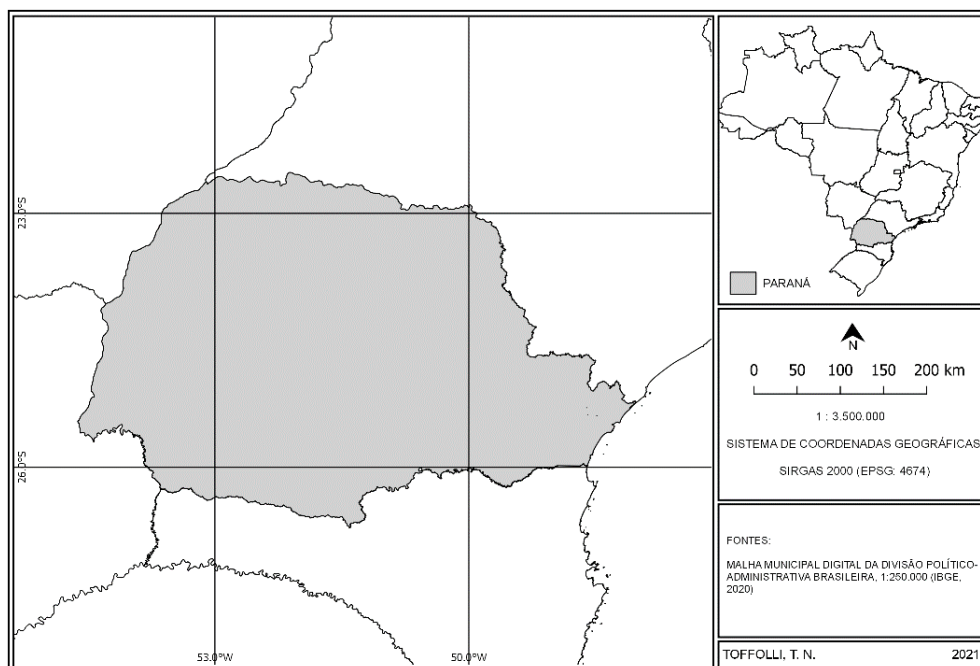 23.0°S
26.0°S
53.0°W
50.0°W
PARANÁ
N
0 50 100 150 200 km
1 : 3.500.000
SISTEMA DE COORDENADAS GEOGRÁFICAS
SIRGAS 2000 (EPSG: 4674)
FONTES:
MALHA MUNICIPAL DIGITAL DA DIVISÃO POLÍTICO-
ADMINISTRATIVA BRASILEIRA, 1:250.000 (IBGE,
2020)
TOFFOLLI, T. N. 2021